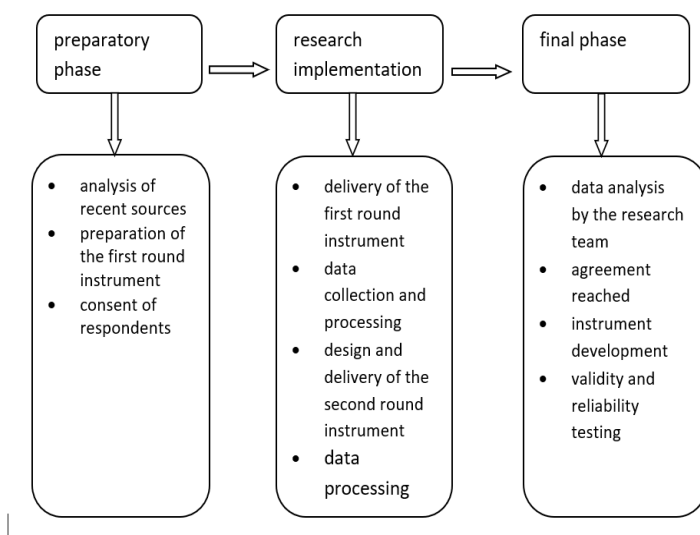 preparatory
phase
research
implementation
final phase
• analysis of
recent sources
• preparation of
the first round
instrument
• consent of
respondents
• delivery of the
first round
instrument
• data
collection and
processing
• design and
delivery of the
second round
instrument
• data
processing
• data analysis
by the research
team
• agreement
reached
• instrument
development
• validity and
reliability
testing